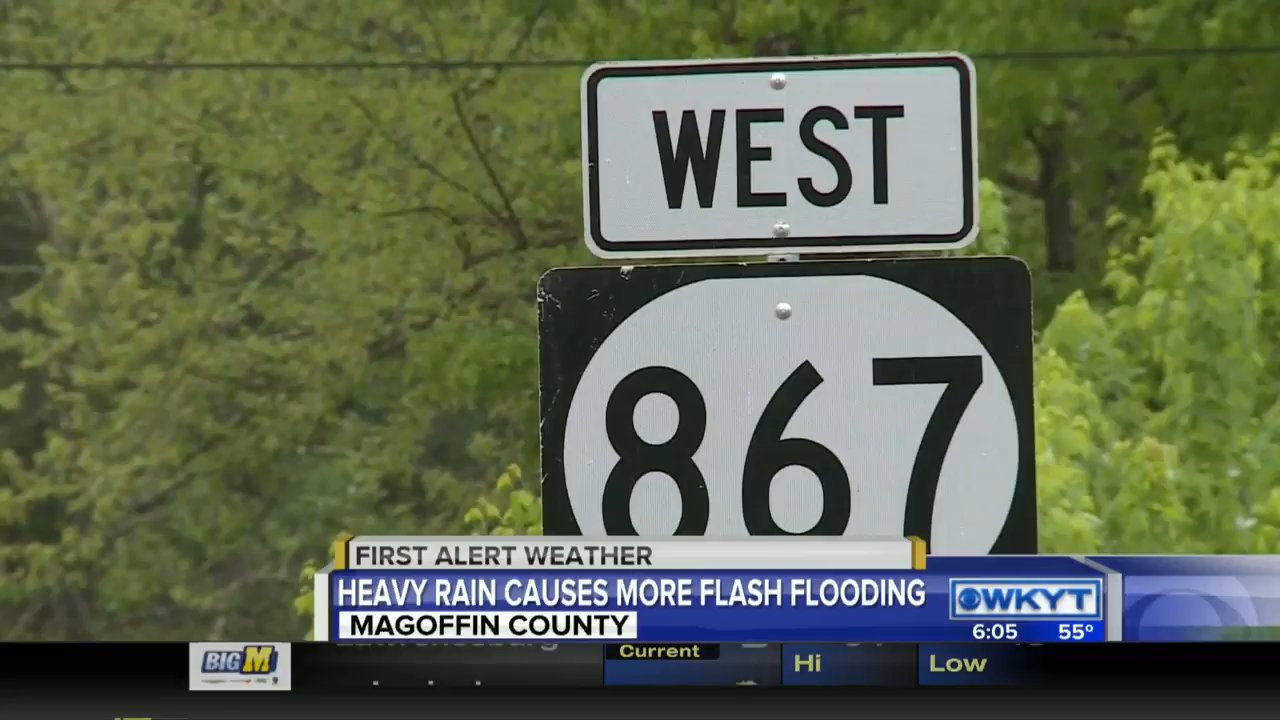 WEST
867
FIRST ALERT WEATHER
HEAVY RAIN CAUSES MORE FLASH FLOODING
WKYT
MAGOFFIN COUNTY
6:05 55°
BIG M
Current
Hi
Low